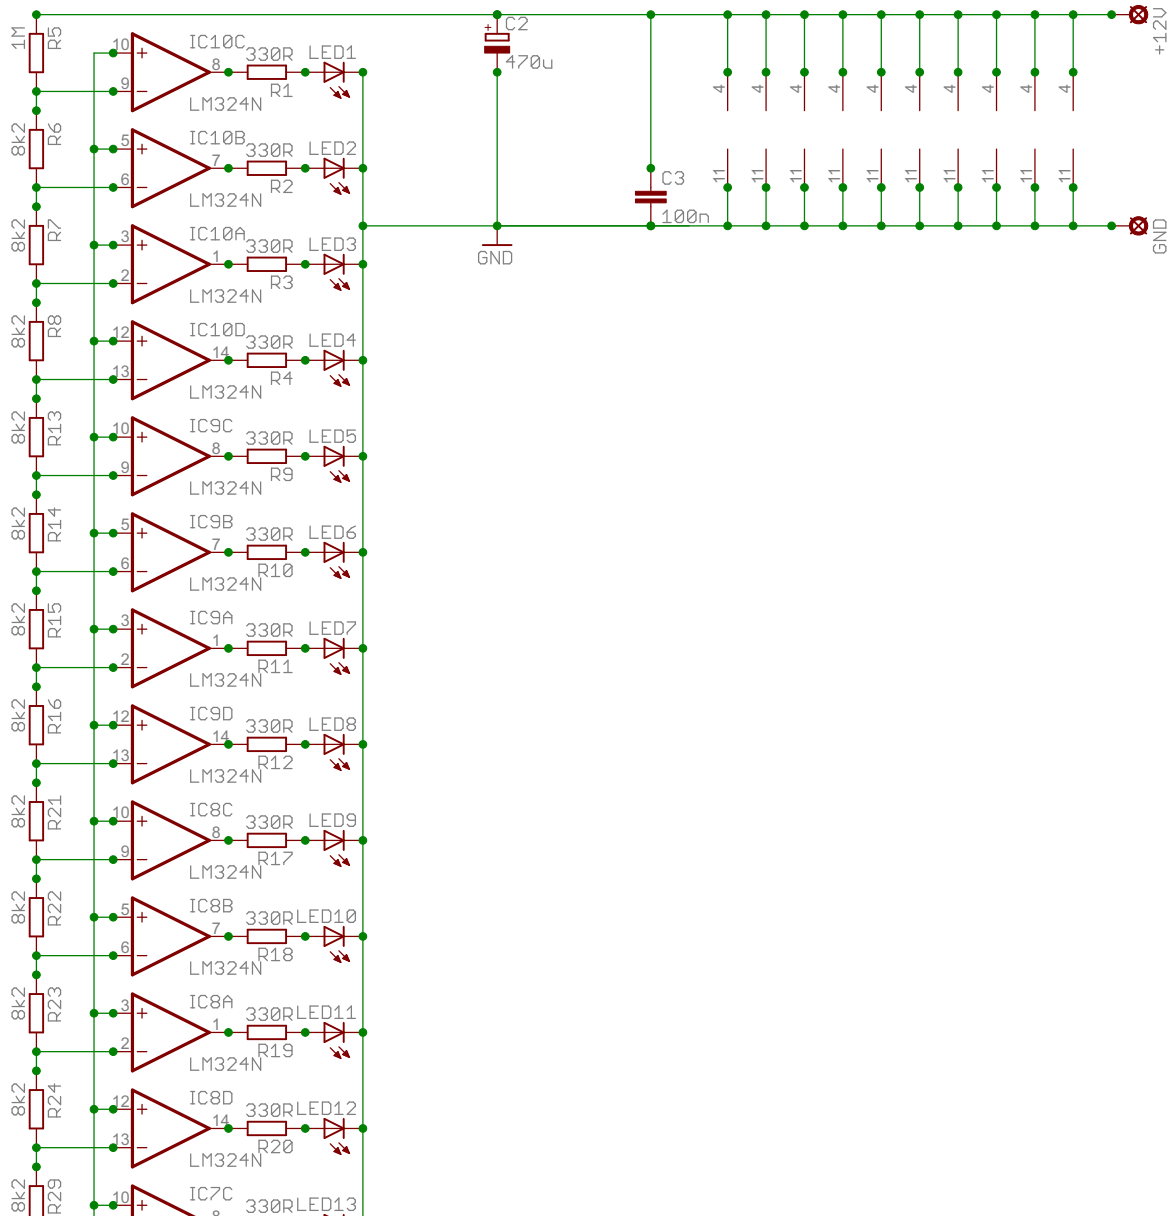 1M
R5
10
9
8
IC10C
LM324N
330R
R1
LED1
+
C2
470u
4 4 4 4 4 4 4 4 4 4
+12V
8k2
R6
5
6
7
IC10B
LM324N
330R
R2
LED2
C3
100n
11 11 11 11 11 11 11 11 11 11
GND
GND
8k2
R7
3
2
1
IC10A
LM324N
330R
R3
LED3
8k2
R8
12
13
14
IC10D
LM324N
330R
R4
LED4
8k2
R13
10
9
8
IC9C
LM324N
330R
R9
LED5
8k2
R14
5
6
7
IC9B
LM324N
330R
R10
LED6
8k2
R15
3
2
1
IC9A
LM324N
330R
R11
LED7
8k2
R16
12
13
14
IC9D
LM324N
330R
R12
LED8
8k2
R21
10
9
8
IC8C
LM324N
330R
R17
LED9
8k2
R22
5
6
7
IC8B
LM324N
330R
R18
LED10
8k2
R23
3
2
1
IC8A
LM324N
330R
R19
LED11
8k2
R24
12
13
14
IC8D
LM324N
330R
R20
LED12
8k2
R29
10
8
IC7C
330R
LED13